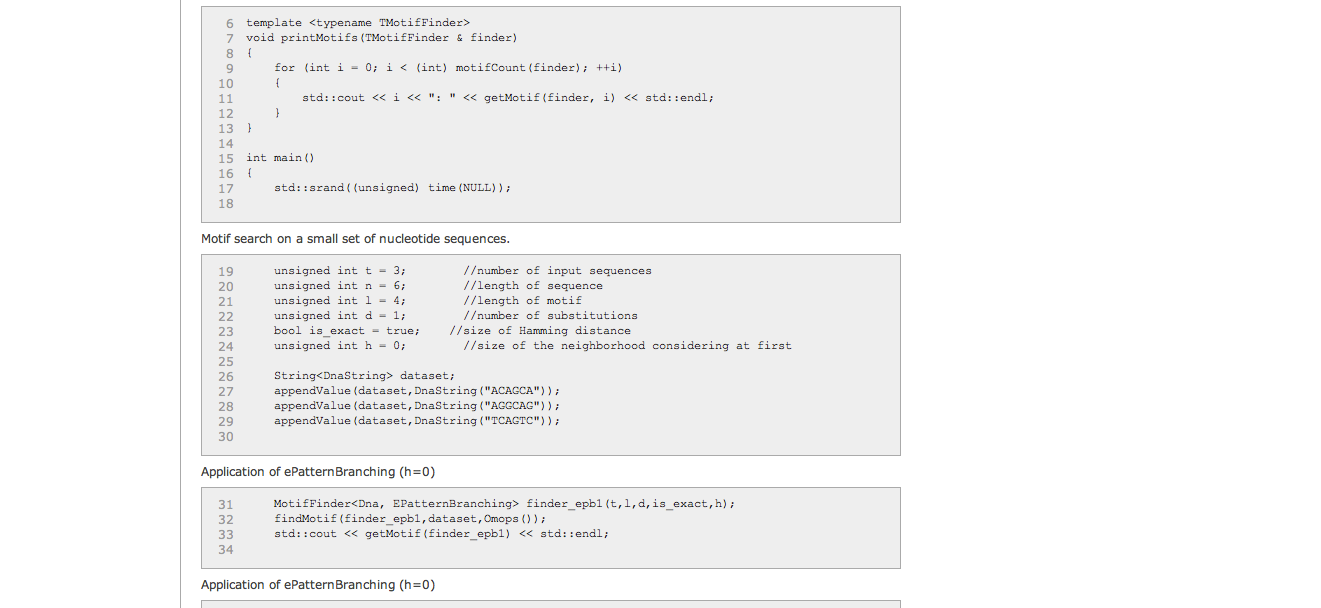 6 template <typename TMotifFinder>
7 void printMotifs(TMotifFinder & finder)
8 {
9     for (int i = 0; i < (int) motifCount(finder); ++i)
10     {
11         std::cout << i << ": " << getMotif(finder, i) << std::endl;
12     }
13 }
14
15 int main()
16 {
17     std::srand((unsigned) time(NULL));
18
Motif search on a small set of nucleotide sequences.
19     unsigned int t = 3;        //number of input sequences
20     unsigned int n = 6;        //length of sequence
21     unsigned int l = 4;        //length of motif
22     unsigned int d = 1;        //number of substitutions
23     bool is_exact = true;    //size of Hamming distance
24     unsigned int h = 0;        //size of the neighborhood considering at first
25
26     String<DnaString> dataset;
27     appendValue(dataset,DnaString("ACAGCA"));
28     appendValue(dataset,DnaString("AGGCAG"));
29     appendValue(dataset,DnaString("TCAGTC"));
30
Application of ePatternBranching (h=0)
31     MotifFinder<Dna, EPatternBranching> finder_epb1(t,l,d,is_exact,h);
32     findMotif(finder_epb1,dataset,Omops());
33     std::cout << getMotif(finder_epb1) << std::endl;
34
Application of ePatternBranching (h=0)